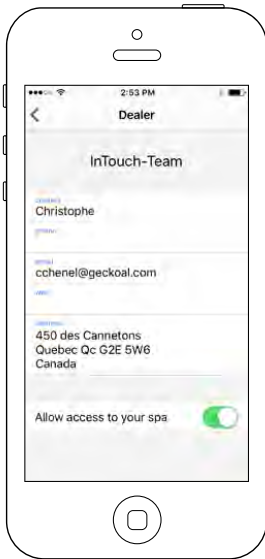 2:53 PM
Dealer
InTouch-Team
Christophe
cchenel@geckoal.com
450 des Cannetons
Quebec Qc G2E 5W6
Canada
Allow access to your spa